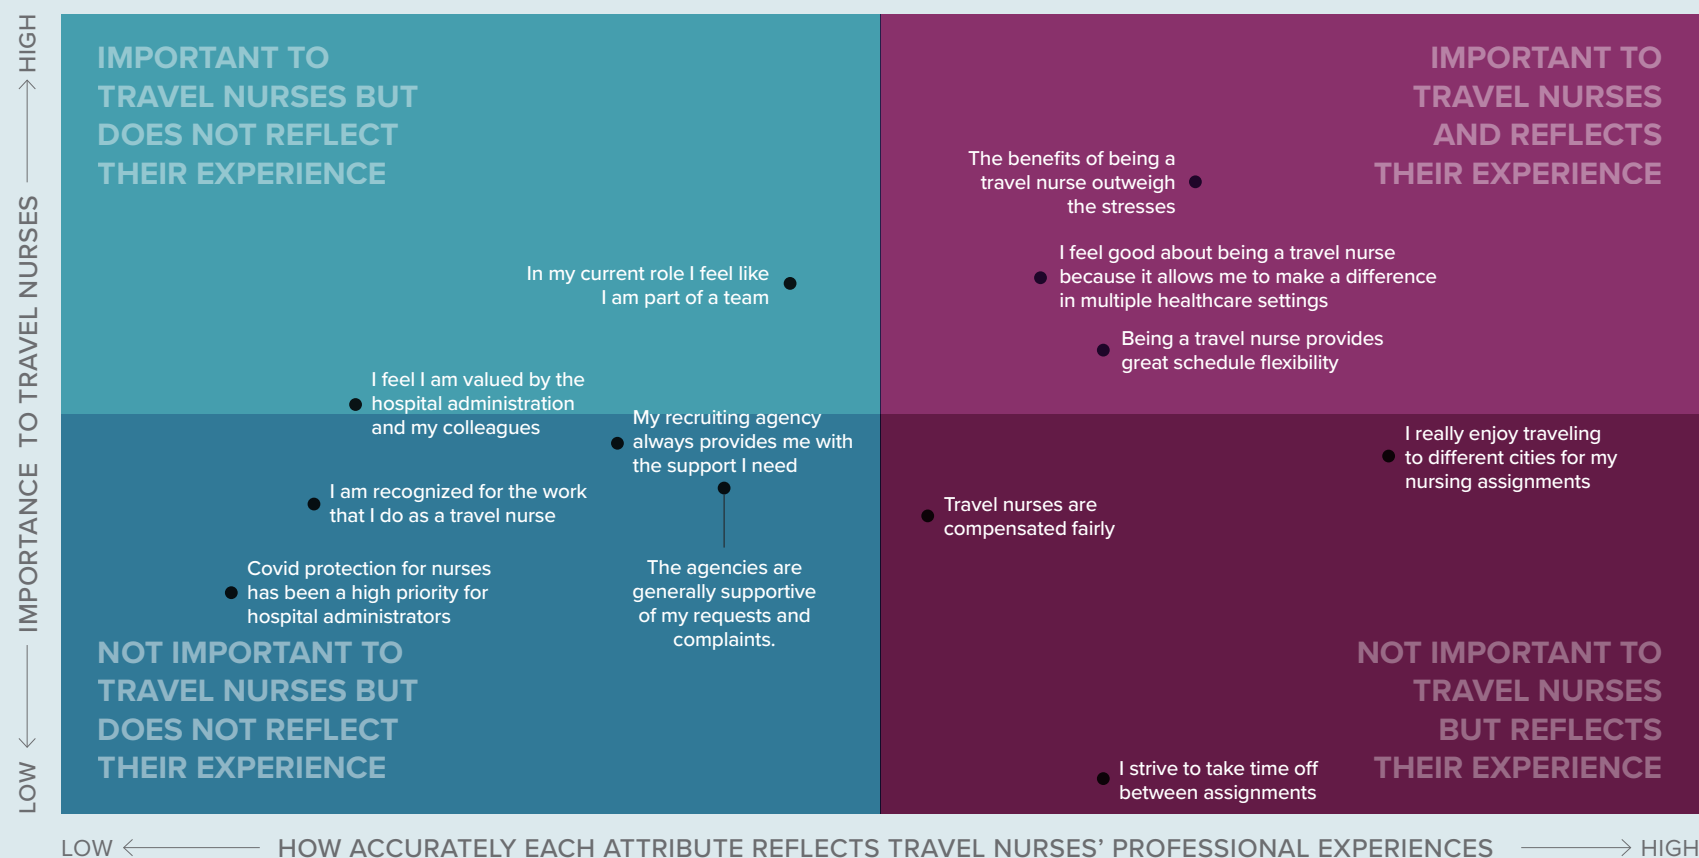 HIGH
IMPORTANCE TO TRAVEL NURSES
LOW
IMPORTANT TO
TRAVEL NURSES BUT
DOES NOT REFLECT
THEIR EXPERIENCE
IMPORTANT TO
TRAVEL NURSES
AND REFLECTS
THEIR EXPERIENCE
The benefits of being a
travel nurse outweigh
the stresses
In my current role I feel like
I am part of a team
I feel good about being a travel nurse
because it allows me to make a difference
in multiple healthcare settings
Being a travel nurse provides
great schedule flexibility
I feel I am valued by the
hospital administration
and my colleagues
My recruiting agency
always provides me with
the support I need
I really enjoy traveling
to different cities for my
nursing assignments
I am recognized for the work
that I do as a travel nurse
Travel nurses are
compensated fairly
Covid protection for nurses
has been a high priority for
hospital administrators
The agencies are
generally supportive
of my requests and
complaints.
NOT IMPORTANT TO
TRAVEL NURSES BUT
DOES NOT REFLECT
THEIR EXPERIENCE
NOT IMPORTANT TO
TRAVEL NURSES
BUT REFLECTS
THEIR EXPERIENCE
I strive to take time off
between assignments
LOW
HOW ACCURATELY EACH ATTRIBUTE REFLECTS TRAVEL NURSES’ PROFESSIONAL EXPERIENCES
HIGH